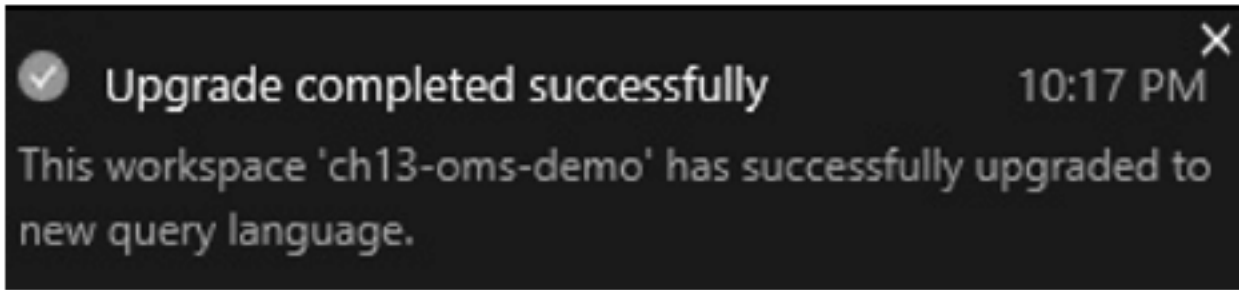 Upgrade completed successfully 10:17 PM
This workspace 'ch13-oms-demo' has successfully upgraded to
new query language.